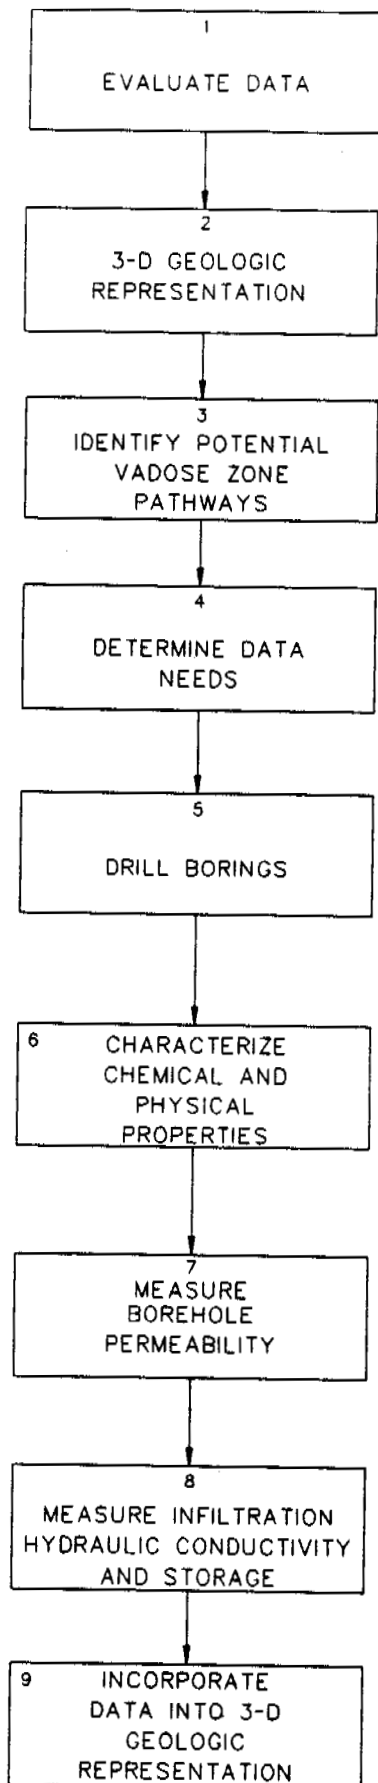 1
EVALUATE DATA
2
3-D GEOLOGIC
REPRESENTATION
3
IDENTIFY POTENTIAL
VADOSE ZONE
PATHWAYS
4
DETERMINE DATA
NEEDS
5
DRILL BORINGS
6 CHARACTERIZE
CHEMICAL AND
PHYSICAL
PROPERTIES
7
MEASURE
BOREHOLE
PERMEABILITY
8
MEASURE INFILTRATION
HYDRAULIC CONDUCTIVITY
AND STORAGE
9 INCORPORATE
DATA INTO 3-D
GEOLOGIC
REPRESENTATION